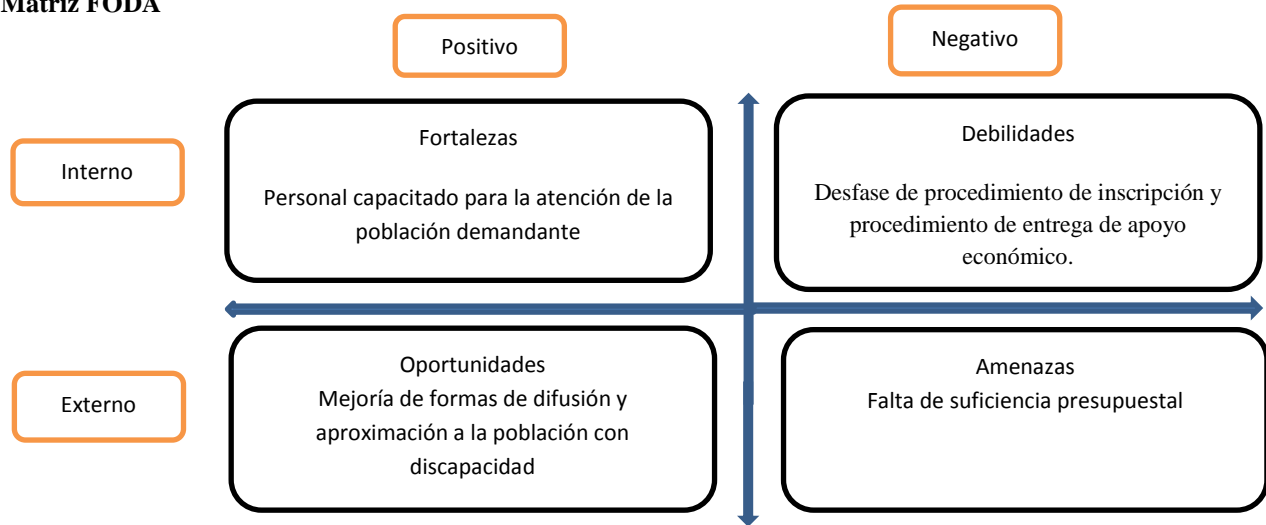 Matriz FODA
Positivo
Negativo
Interno
Fortalezas
Personal capacitado para la atención de la
población demandante
Debilidades
Desfase de procedimiento de inscripción y
procedimiento de entrega de apoyo
económico.
Externo
Oportunidades
Mejoría de formas de difusión y
aproximación a la población con
discapacidad
Amenazas
Falta de suficiencia presupuestal